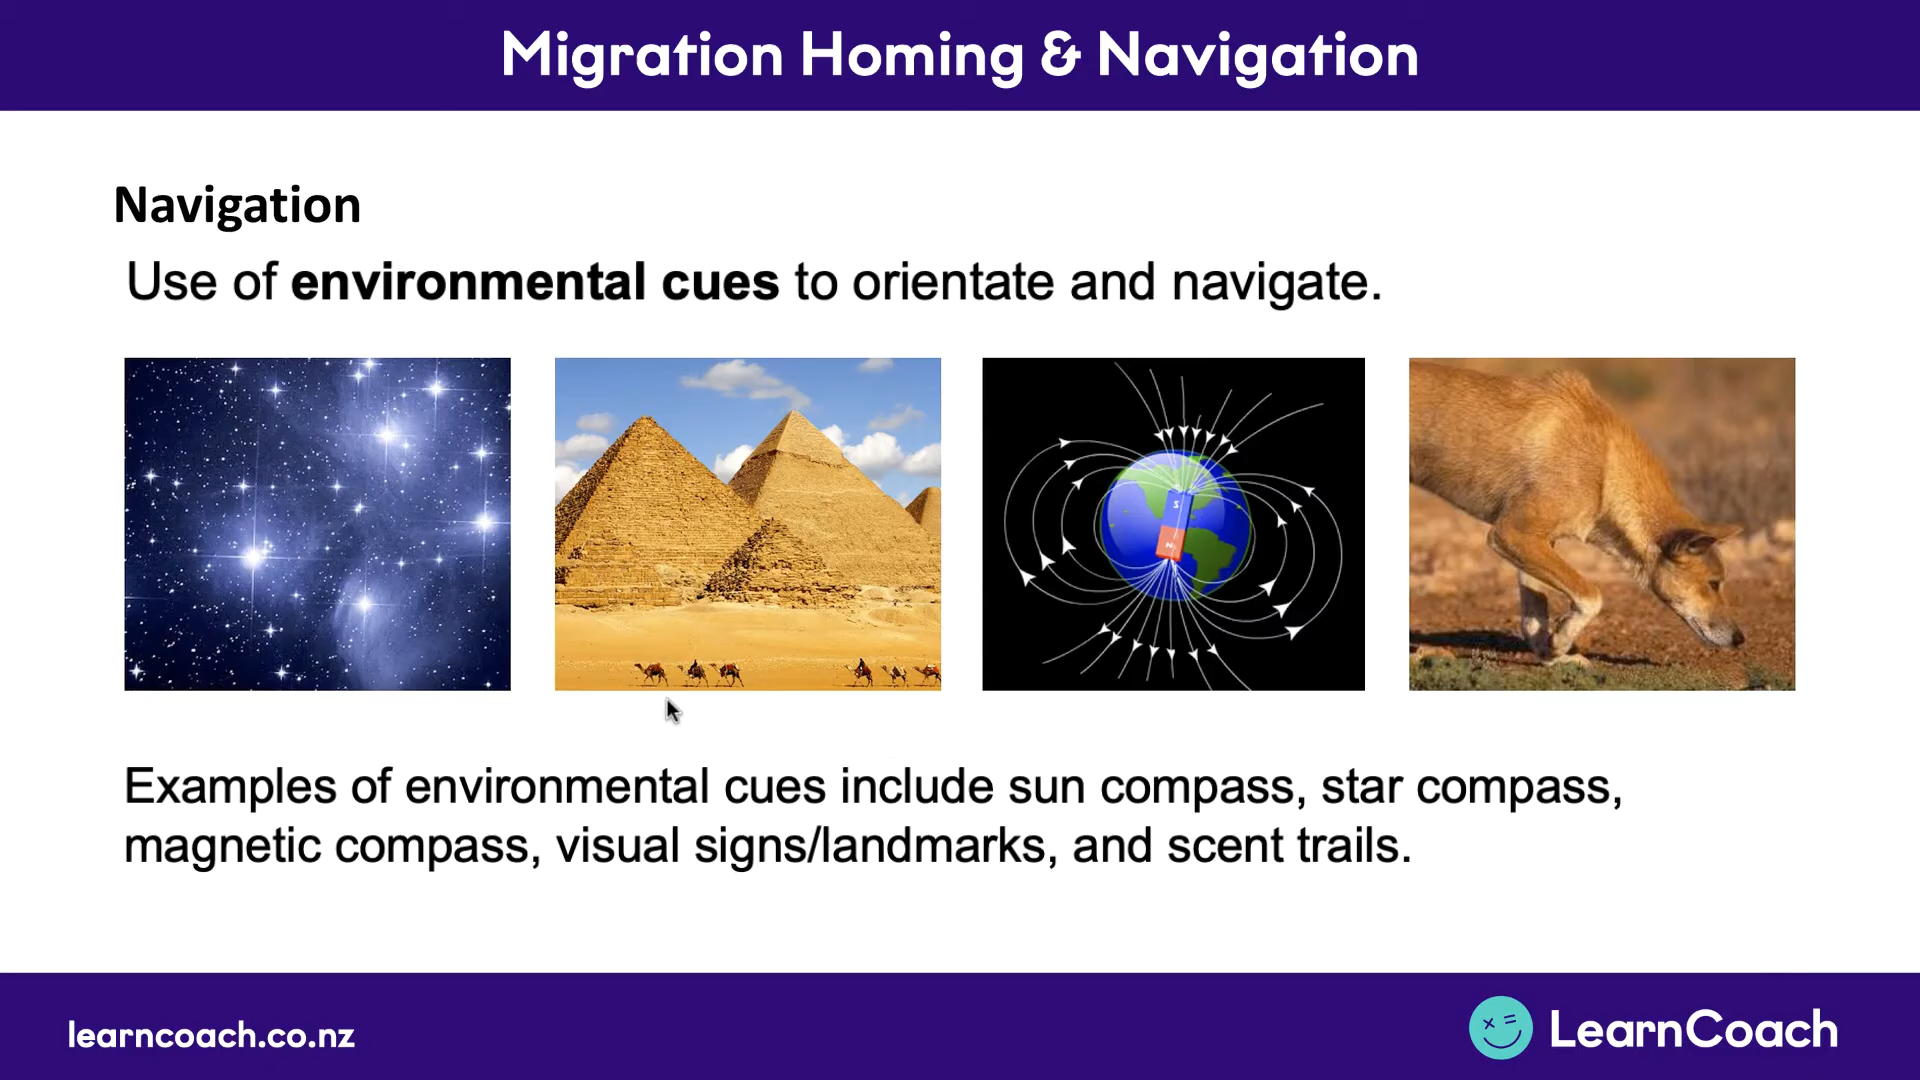 Migration Homing & Navigation
Navigation
Use of environmental cues to orientate and navigate.
S
N
Examples of environmental cues include sun compass, star compass,
magnetic compass, visual signs/landmarks, and scent trails.
learncoach.co.nz
LearnCoach